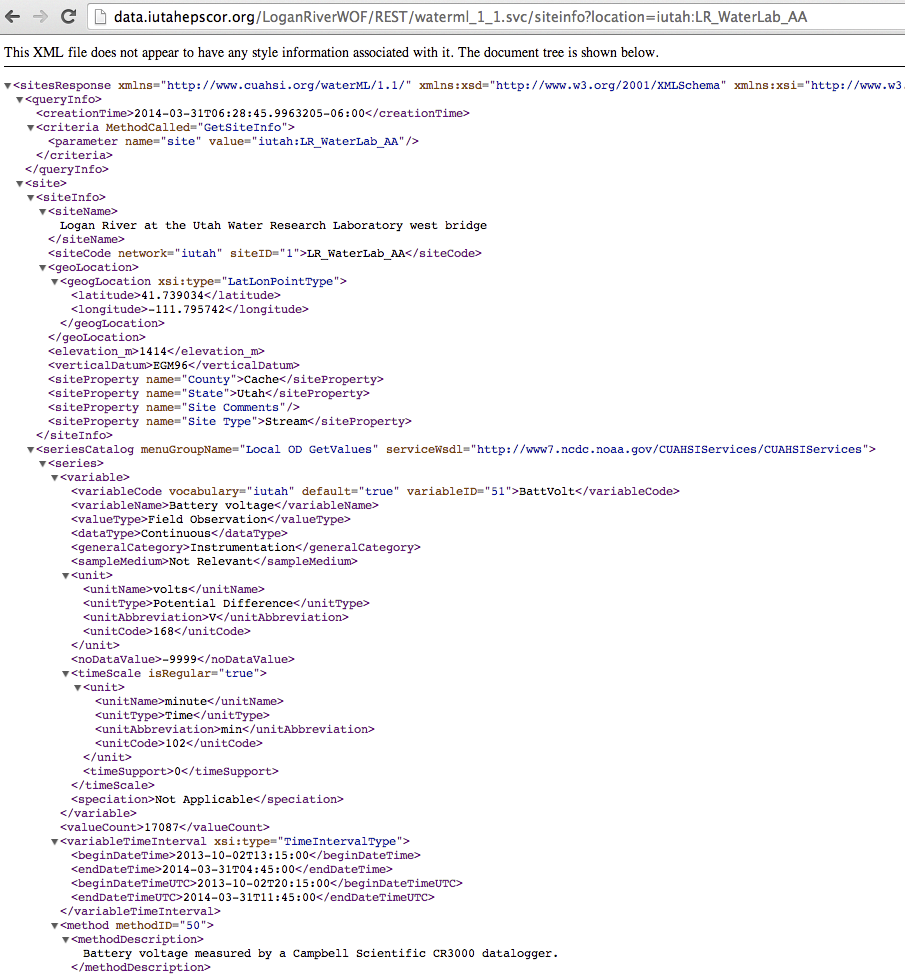 data.iutahepscor.org/LoganRiverWOF/REST/waterml_1_1.svc/siteinfo?location=iutah:LR_WaterLab_AA
This XML file does not appear to have any style information associated with it. The document tree is shown below.
▼<sitesResponse xmlns="http://www.cuahsi.org/waterML/1.1/" xmlns:xsd="http://www.w3.org/2001/XMLSchema" xmlns:xsi="http://www.w3.
▼<queryInfo>
<creationTime>2014-03-31T06:28:45.9963205-06:00</creationTime>
▼<criteria MethodCalled="GetSiteInfo">
<parameter name="site" value="iutah:LR_WaterLab_AA"/>
</criteria>
</queryInfo>
▼<site>
▼<siteInfo>
▼<siteName>
Logan River at the Utah Water Research Laboratory west bridge
</siteName>
<siteCode network="iutah" siteID="1">LR_WaterLab_AA</siteCode>
▼<geoLocation>
▼<geogLocation xsi:type="LatLonPointType">
<latitude>41.739034</latitude>
<longitude>-111.795742</longitude>
</geogLocation>
</geoLocation>
<elevation_m>1414</elevation_m>
<verticalDatum>EGM96</verticalDatum>
<siteProperty name="County">Cache</siteProperty>
<siteProperty name="State">Utah</siteProperty>
<siteProperty name="Site Comments"/>
<siteProperty name="Site Type">Stream</siteProperty>
</siteInfo>
▼<seriesCatalog menuGroupName="Local OD GetValues" serviceWsdl="http://www7.ncdc.noaa.gov/CUAHSIServices/CUAHSIServices">
▼<series>
▼<variable>
<variableCode vocabulary="iutah" default="true" variableID="51">BattVolt</variableCode>
<variableName>Battery voltage</variableName>
<valueType>Field Observation</valueType>
<dataType>Continuous</dataType>
<generalCategory>Instrumentation</generalCategory>
<sampleMedium>Not Relevant</sampleMedium>
▼<unit>
<unitName>volts</unitName>
<unitType>Potential Difference</unitType>
<unitAbbreviation>V</unitAbbreviation>
<unitCode>168</unitCode>
</unit>
<noDataValue>-9999</noDataValue>
▼<timeScale isRegular="true">
▼<unit>
<unitName>minute</unitName>
<unitType>Time</unitType>
<unitAbbreviation>min</unitAbbreviation>
<unitCode>102</unitCode>
</unit>
<timeSupport>0</timeSupport>
</timeScale>
<speciation>Not Applicable</speciation>
</variable>
<valueCount>17087</valueCount>
▼<variableTimeInterval xsi:type="TimeIntervalType">
<beginDateTime>2013-10-02T13:15:00</beginDateTime>
<endDateTime>2014-03-31T04:45:00</endDateTime>
<beginDateTimeUTC>2013-10-02T20:15:00</beginDateTimeUTC>
<endDateTimeUTC>2014-03-31T11:45:00</endDateTimeUTC>
</variableTimeInterval>
▼<method methodID="50">
▼<methodDescription>
Battery voltage measured by a Campbell Scientific CR3000 datalogger.
</methodDescription>